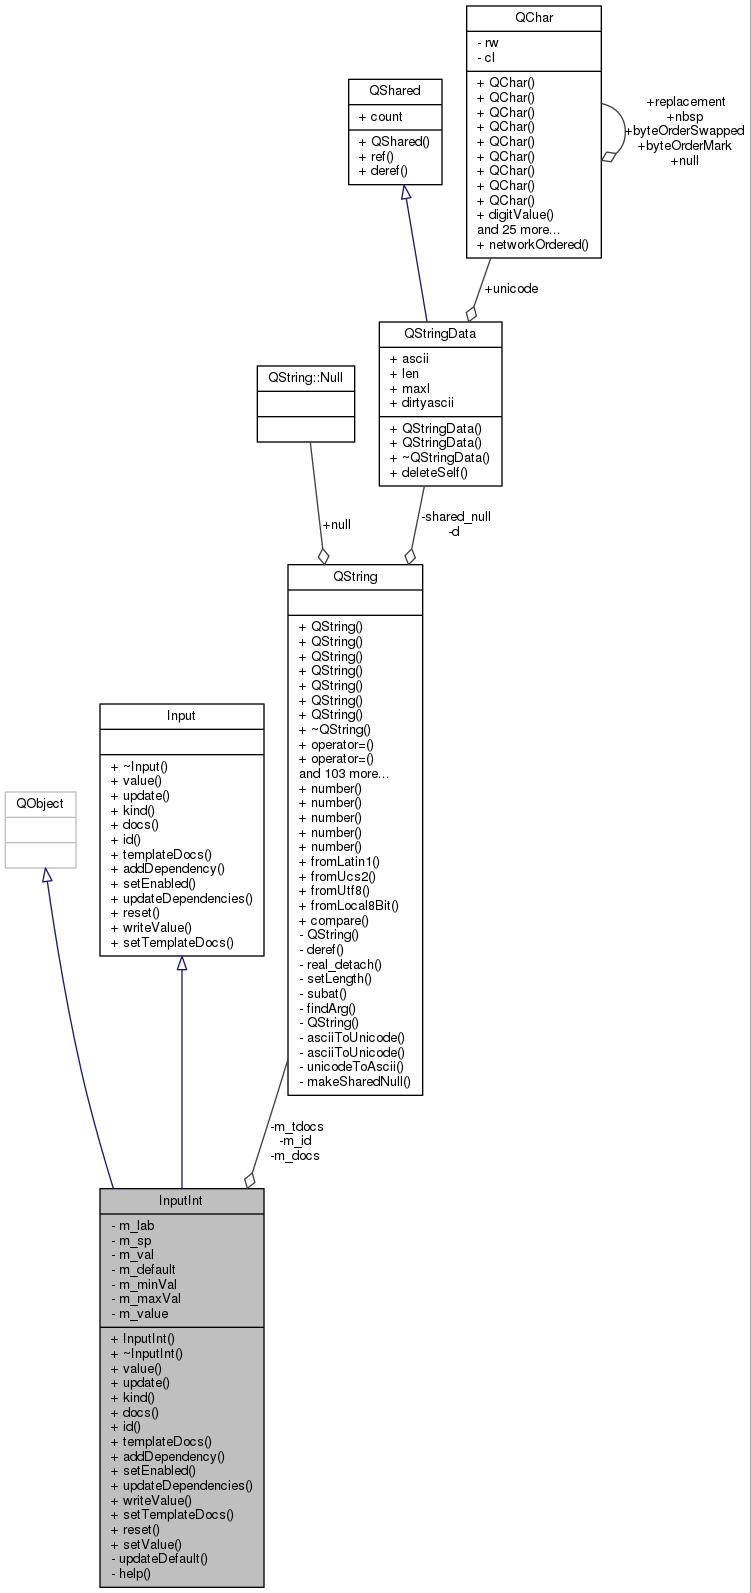 QChar
- rw
- cl
+ QChar()
+ QChar()
+ QChar()
+ QChar()
+ QChar()
+ QChar()
+ QChar()
+ QChar()
+ QChar()
+ digitValue()
and 25 more...
+ networkOrdered()
+replacement
+nbsp
+byteOrderSwapped
+byteOrderMark
+null
QShared
+ count
+ QShared()
+ ref()
+ deref()
+unicode
QStringData
+ ascii
+ len
+ maxl
+ dirtyascii
+ QStringData()
+ QStringData()
+ ~QStringData()
+ deleteSelf()
QString::Null
+null
-shared_null
-d
QString
+ QString()
+ QString()
+ QString()
+ QString()
+ QString()
+ QString()
+ QString()
+ ~QString()
+ operator=()
+ operator=()
and 103 more...
+ number()
+ number()
+ number()
+ number()
+ number()
+ fromLatin1()
+ fromUcs2()
+ fromUtf8()
+ fromLocal8Bit()
+ compare()
- QString()
- deref()
- real_detach()
- setLength()
- subat()
- findArg()
- QString()
- asciiToUnicode()
- asciiToUnicode()
- unicodeToAscii()
- makeSharedNull()
Input
+ ~Input()
+ value()
+ update()
+ kind()
+ docs()
+ id()
+ templateDocs()
+ addDependency()
+ setEnabled()
+ updateDependencies()
+ reset()
+ writeValue()
+ setTemplateDocs()
QObject
-m_tdocs
-m_id
-m_docs
InputInt
- m_lab
- m_sp
- m_val
- m_default
- m_minVal
- m_maxVal
- m_value
+ InputInt()
+ ~InputInt()
+ value()
+ update()
+ kind()
+ docs()
+ id()
+ templateDocs()
+ addDependency()
+ setEnabled()
+ updateDependencies()
+ writeValue()
+ setTemplateDocs()
+ reset()
+ setValue()
- updateDefault()
- help()